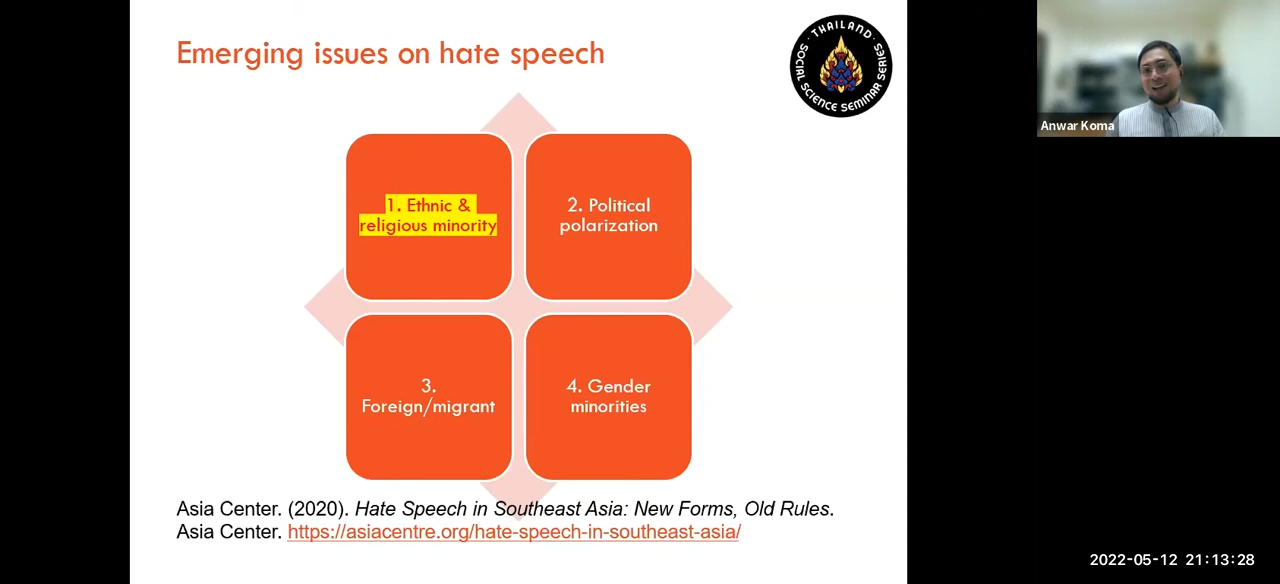 Emerging issues on hate speech
· THAILAND ·
SOCIAL SCIENCE SEMINAR SERIES
Anwar Koma
1. Ethnic &
religious minority
2. Political
polarization
3.
Foreign/migrant
4. Gender
minorities
Asia Center. (2020). Hate Speech in Southeast Asia: New Forms, Old Rules.
Asia Center. https://asiacentre.org/hate-speech-in-southeast-asia/
2022-05-12 21:13:28